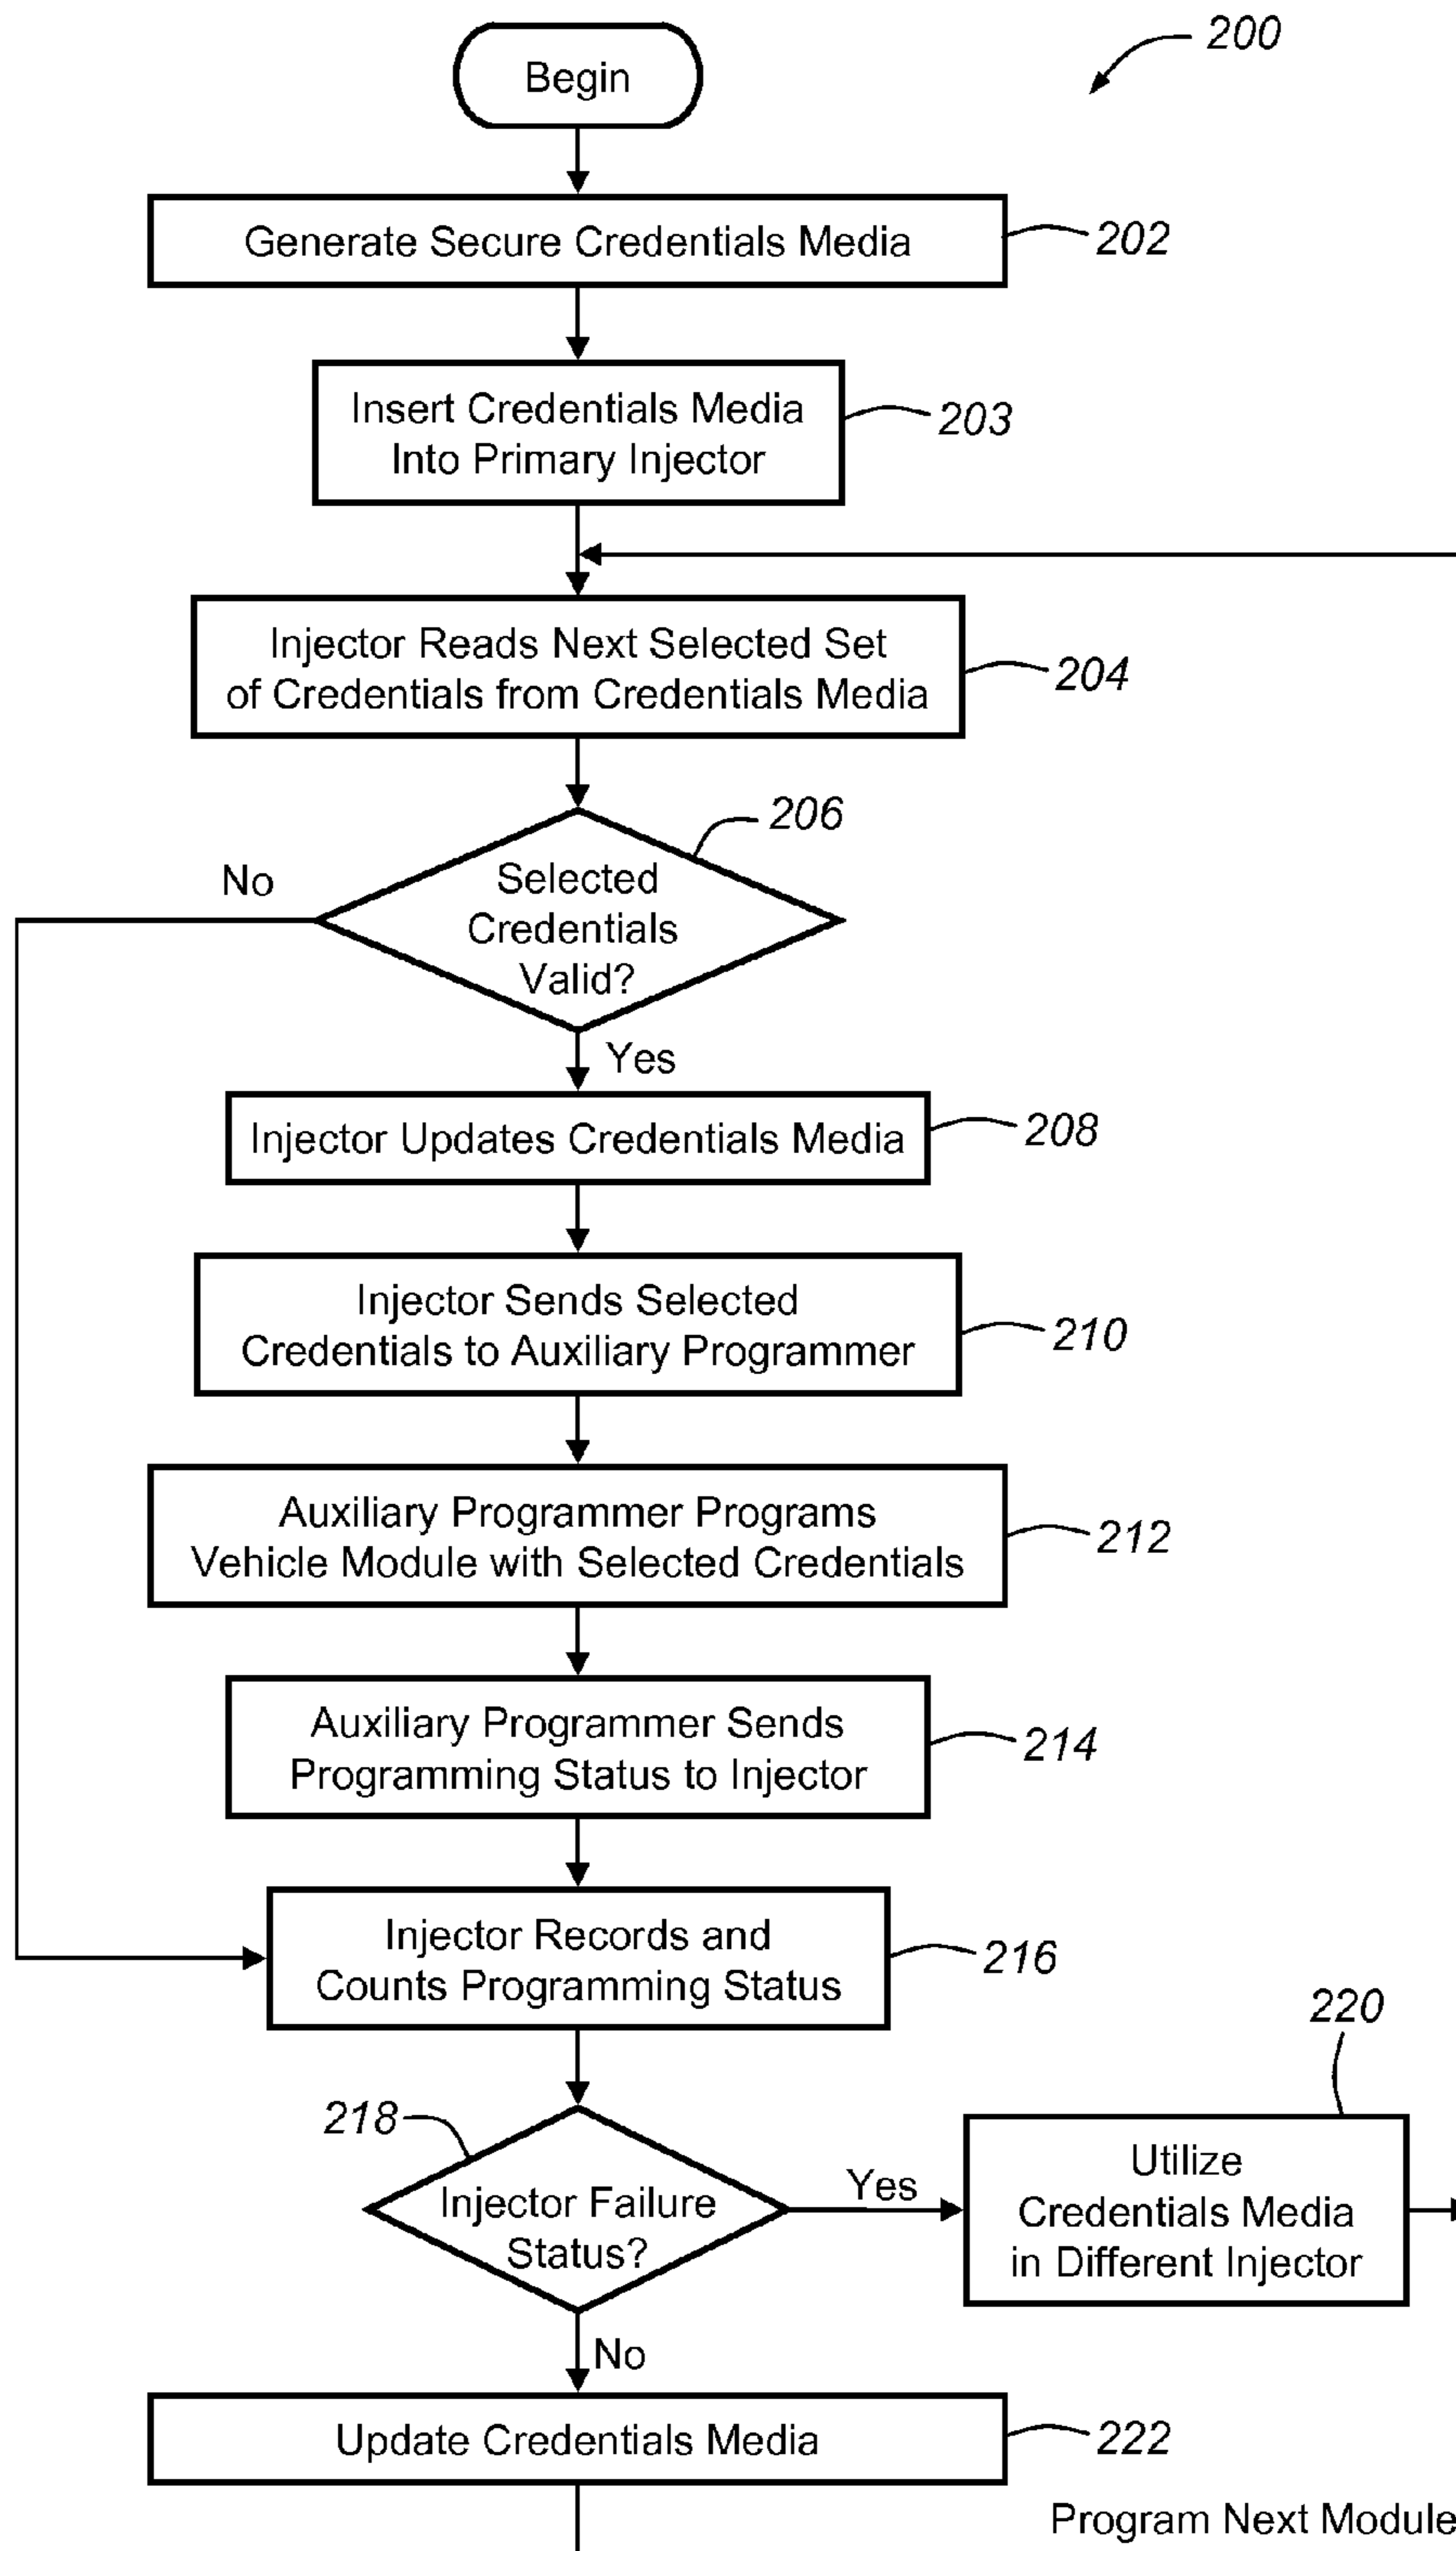 200
Begin
Generate Secure Credentials Media
202
Insert Credentials Media
Into Primary Injector
203
Injector Reads Next Selected Set
of Credentials from Credentials Media
204
206
No
Selected
Credentials
Valid?
Yes
Injector Updates Credentials Media
208
Injector Sends Selected
Credentials to Auxiliary Programmer
210
Auxiliary Programmer Programs
Vehicle Module with Selected Credentials
212
Auxiliary Programmer Sends
Programming Status to Injector
214
Injector Records and
Counts Programming Status
216
220
218
Injector Failure
Status?
Yes
Utilize
Credentials Media
in Different Injector
No
Update Credentials Media
222
Program Next Module